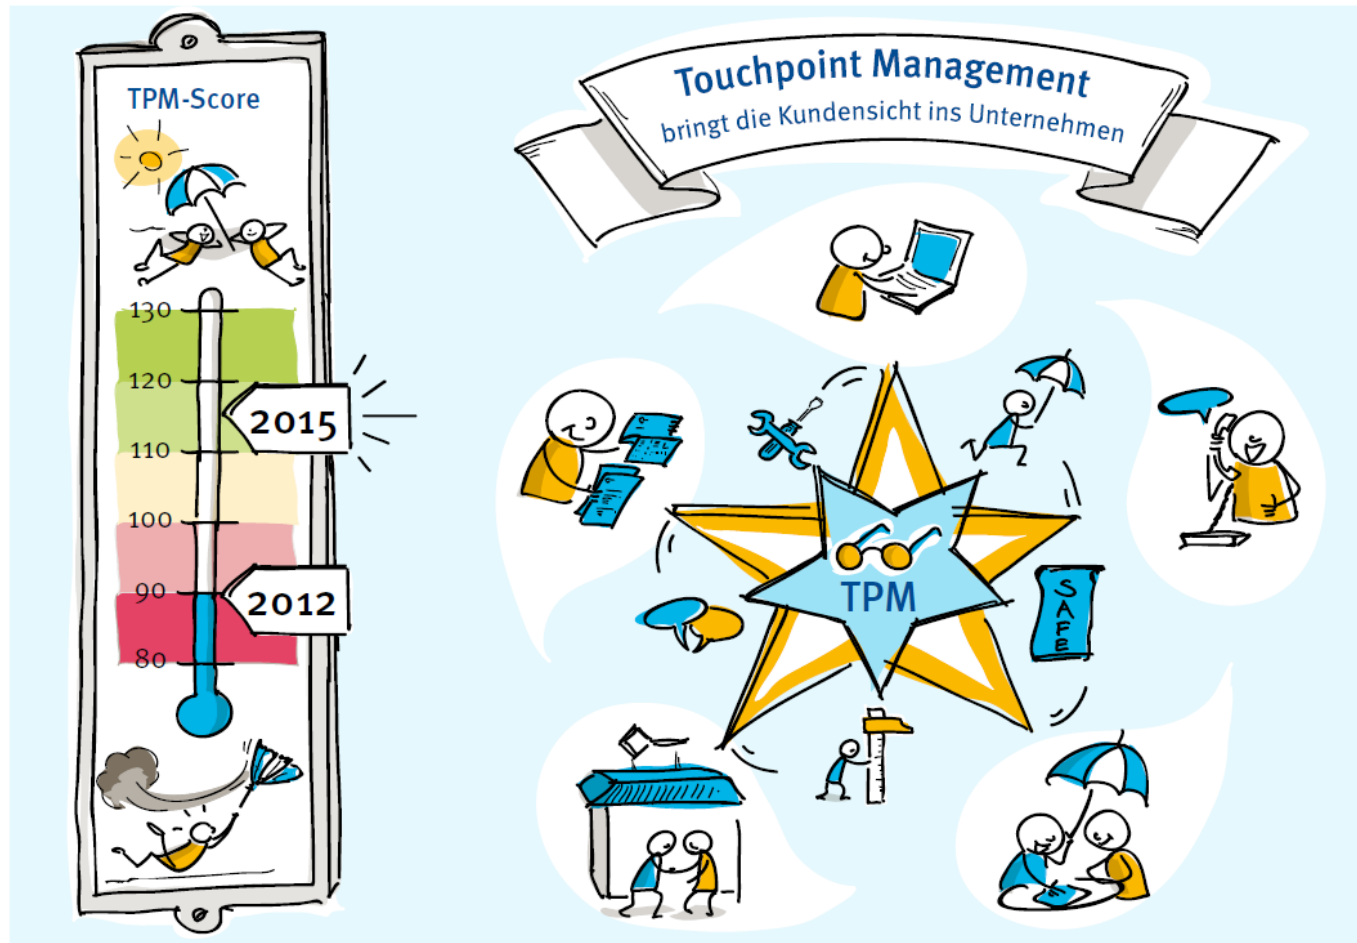 TPM-Score
130
120
2015
110
100
90
2012
80
Touchpoint Management
bringt die Kundensicht ins Unternehmen
TPM
SAFE